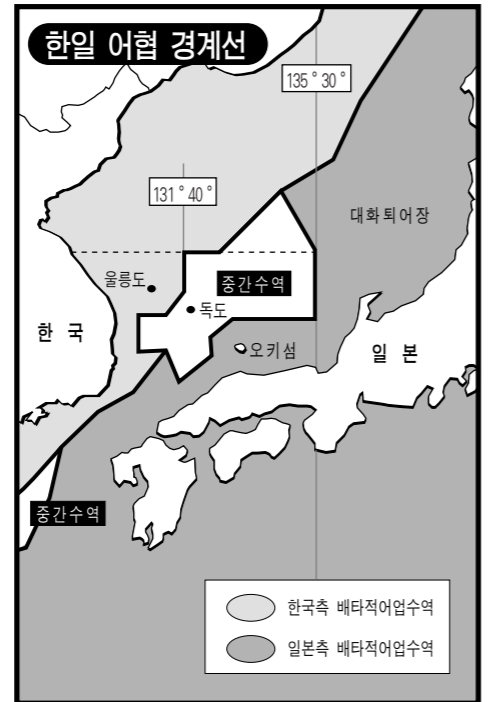 한일 어협 경계선
135°30°
131°40°
대화퇴어장
울릉도
중간수역
독도
한 국
오키섬
일 본
중간수역
한국측 배타적어업수역
일본측 배타적어업수역